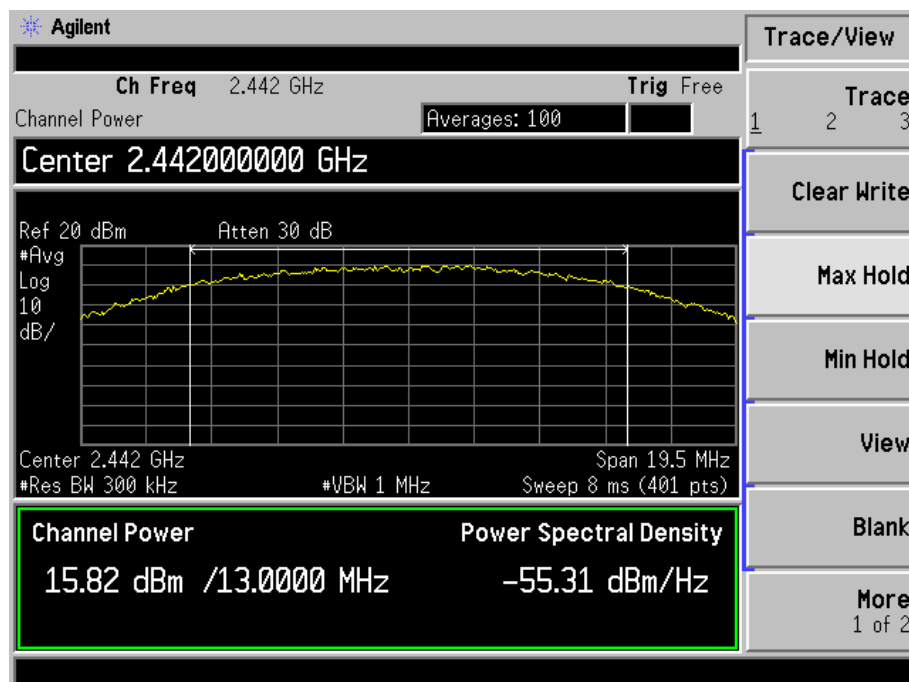 Agilent
Trace/View
Ch Freq 2.442 GHz Trig Free
Channel Power Averages: 100
Trace
1 2 3
Center 2.442000000 GHz
Clear Write
Ref 20 dBm Atten 30 dB
#Avg
Log
10
dB/
Max Hold
Min Hold
View
Center 2.442 GHz Span 19.5 MHz
#Res BW 300 kHz #VBW 1 MHz Sweep 8 ms (401 pts)
Channel Power Power Spectral Density
Blank
15.82 dBm /13.0000 MHz -55.31 dBm/Hz
More
1 of 2